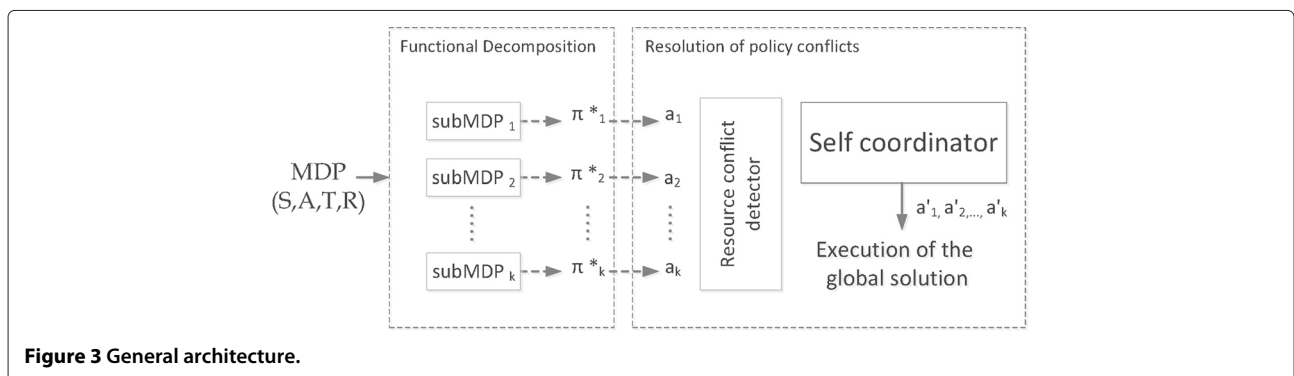 Functional Decomposition
Resolution of policy conflicts
MDP
(S,A,T,R)
subMDP 1
π *1
a1
subMDP 2
π *2
a2
subMDP k
π *k
ak
Resource conflict
detector
Self coordinator
a'1, a'2,..., a'k
Execution of the
global solution
Figure 3 General architecture.